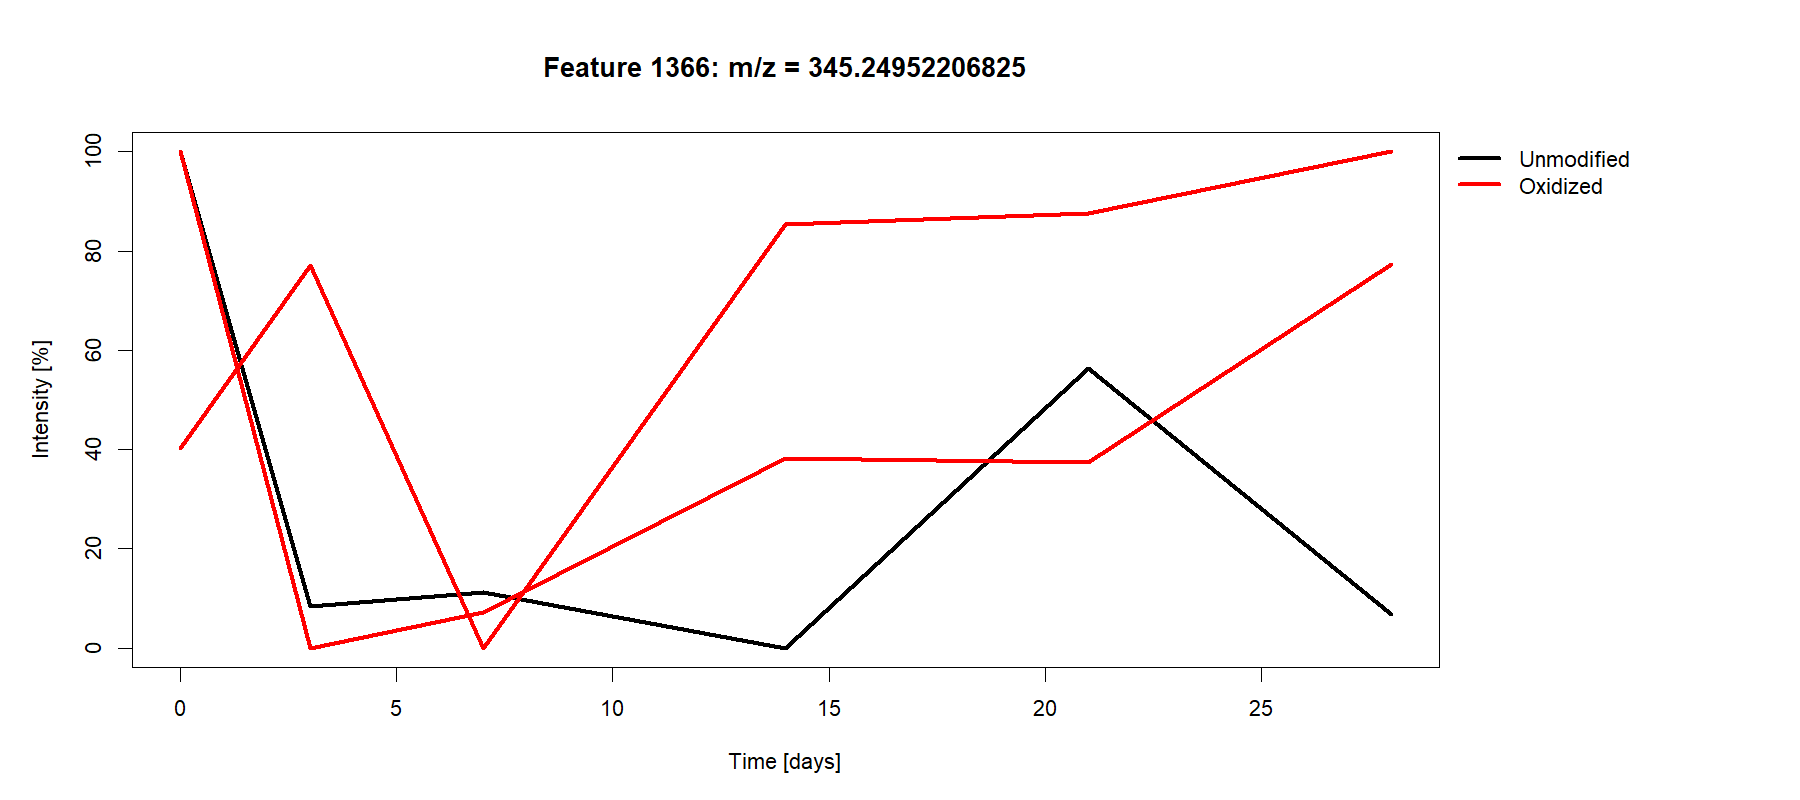 Feature 1366: m/z = 345.24952206825
Unmodified
Oxidized
100
80
60
40
20
0
Intensity [%]
0 5 10 15 20 25
Time [days]